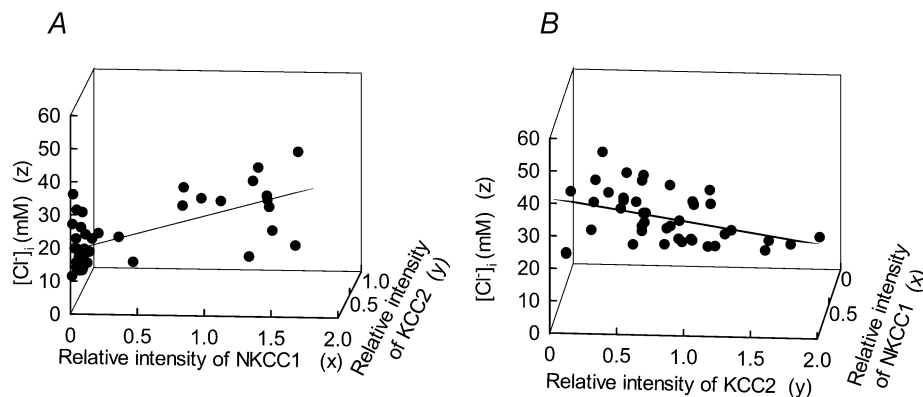 A
60
50
40
30
20
10
0
[Cl-]i (mM) (z)
0
0.5
1.0
1.5
2.0
Relative intensity of NKCC1 (x)
0.5
1.0
Relative intensity
of KCC2 (y)
B
60
50
40
30
20
10
0
[Cl-]i (mM) (z)
0.5
1.0
1.5
2.0
Relative intensity of KCC2 (y)
0
0.5
Relative intensity
of NKCC1 (x)